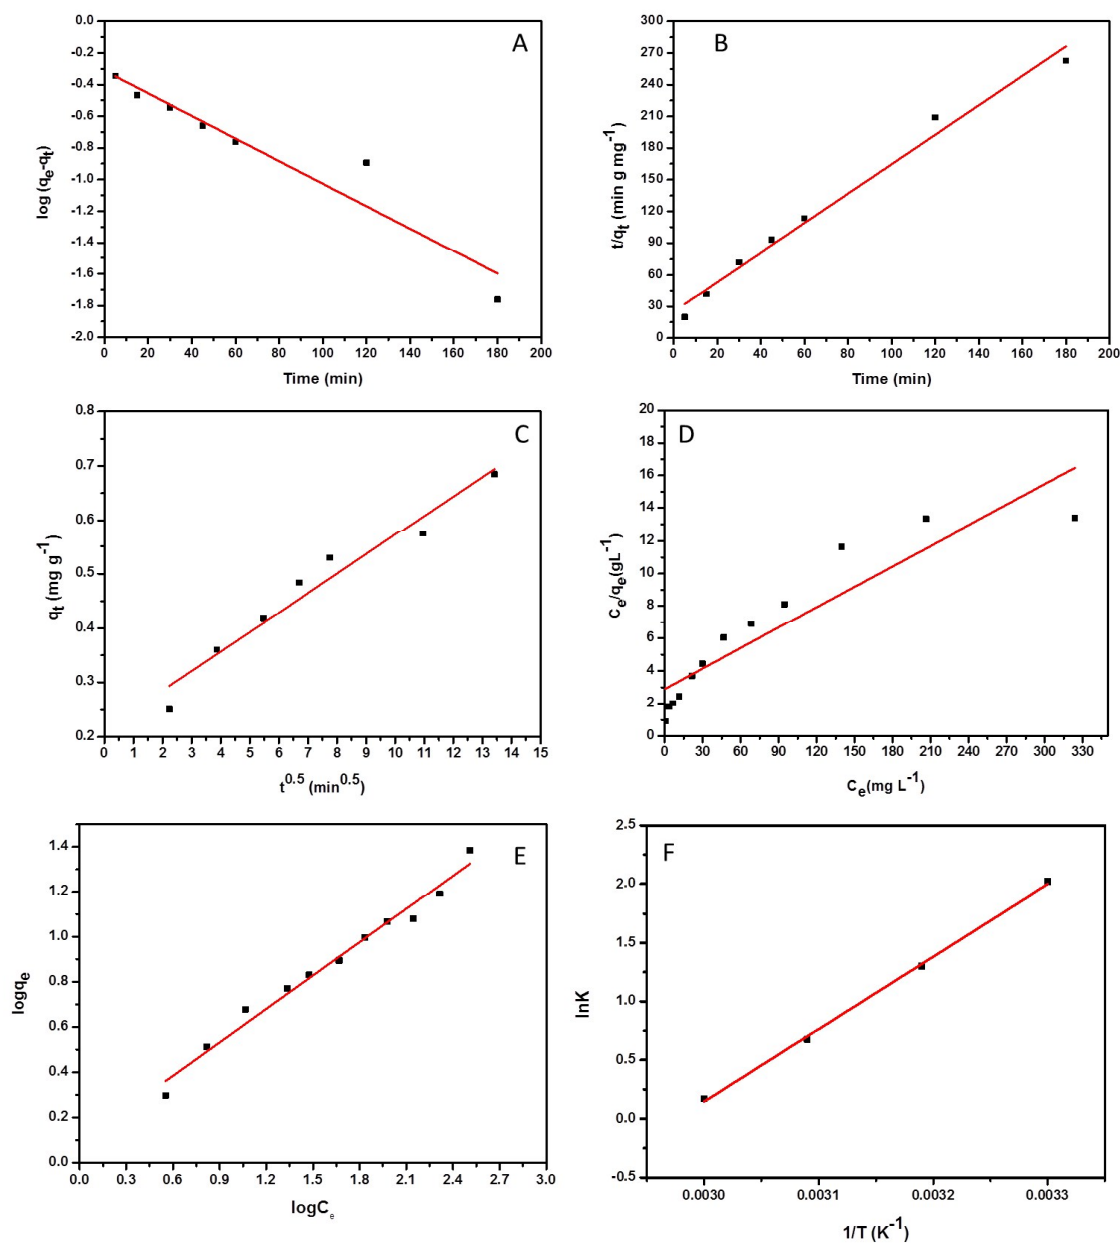 A
0.0
-0.2
-0.4
-0.6
-0.8
-1.0
-1.2
-1.4
-1.6
-1.8
-2.0
log (qe-qt)
0 20 40 60 80 100 120 140 160 180 200
Time (min)
B
300
270
240
210
180
150
120
90
60
30
0
t/qt (min g mg-1)
0 20 40 60 80 100 120 140 160 180 200
Time (min)
C
0.8
0.7
0.6
0.5
0.4
0.3
0.2
qt (mg g-1)
0 1 2 3 4 5 6 7 8 9 10 11 12 13 14 15
t0.5 (min0.5)
D
20
18
16
14
12
10
8
6
4
2
0
Ce/qe(gL-1)
0 30 60 90 120 150 180 210 240 270 300 330
Ce(mg L-1)
E
1.4
1.2
1.0
0.8
0.6
0.4
0.2
0.0
logqe
0.0 0.3 0.6 0.9 1.2 1.5 1.8 2.1 2.4 2.7 3.0
logCe
F
2.5
2.0
1.5
1.0
0.5
0.0
-0.5
lnK
0.0030 0.0031 0.0032 0.0033
1/T (K-1)